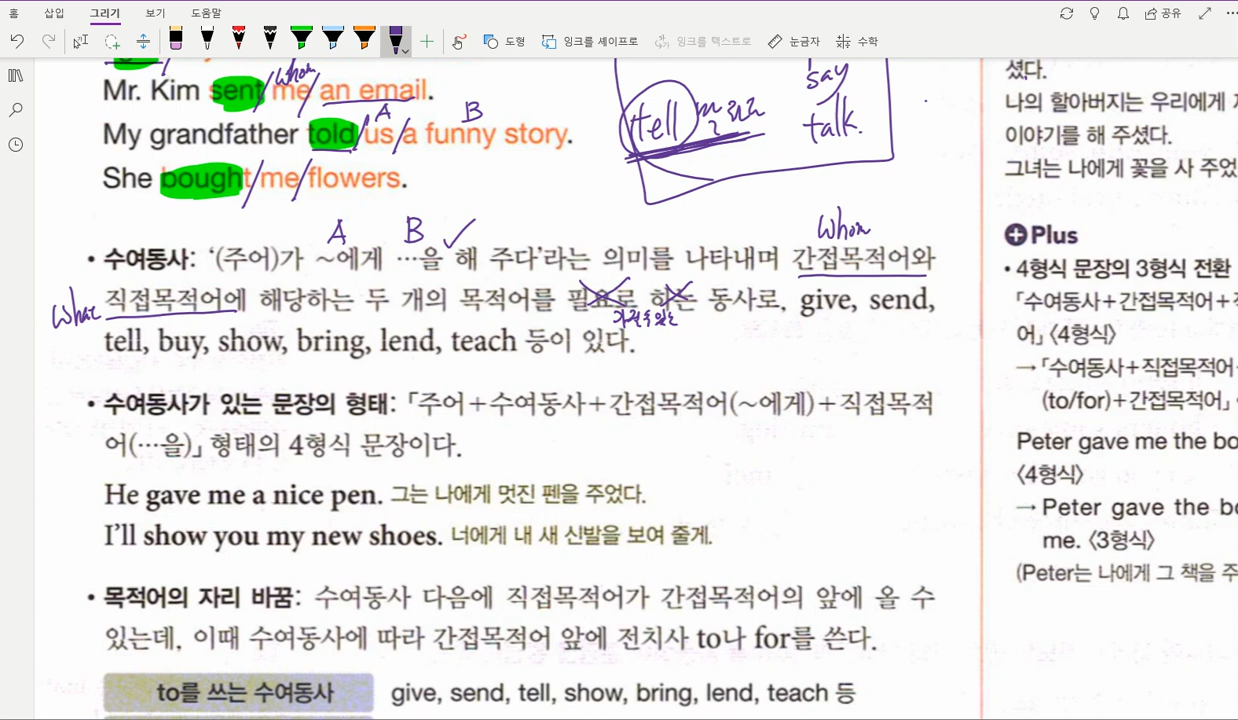 홈 삽입 그리기 보기 도움말
공유
도형 잉크를 셰이프로 잉크를 텍스트로 눈금자 수학
whom
Mr. Kim sent/me/an email.
A B
My grandfather told/us/a funny story.
She bought/me/flowers.
say
tell talk.
A B whom
• 수여동사: ‘(주어)가 ~에게 …을 해 주다’라는 의미를 나타내며 간접목적어와
what 직접목적어에 해당하는 두 개의 목적어를 필요로 하는 동사로, give, send,
가질 수 있는
tell, buy, show, bring, lend, teach 등이 있다.
• 수여동사가 있는 문장의 형태: 「주어+수여동사+간접목적어(~에게)+직접목적
어(…을)」 형태의 4형식 문장이다.
He gave me a nice pen. 그는 나에게 멋진 펜을 주었다.
I’ll show you my new shoes. 너에게 내 새 신발을 보여 줄게.
• 목적어의 자리 바꿈: 수여동사 다음에 직접목적어가 간접목적어의 앞에 올 수
있는데, 이때 수여동사에 따라 간접목적어 앞에 전치사 to나 for를 쓴다.
to를 쓰는 수여동사 give, send, tell, show, bring, lend, teach 등
셨다.
나의 할아버지는 우리에게
이야기를 해 주셨다.
그녀는 나에게 꽃을 사 주었
Plus
• 4형식 문장의 3형식 전환
「수여동사+간접목적어+
어」 〈4형식〉
→ 「수여동사+직접목적어
(to/for)+간접목적어」
Peter gave me the bo
〈4형식〉
→ Peter gave the bo
me. 〈3형식〉
(Peter는 나에게 그 책을 주